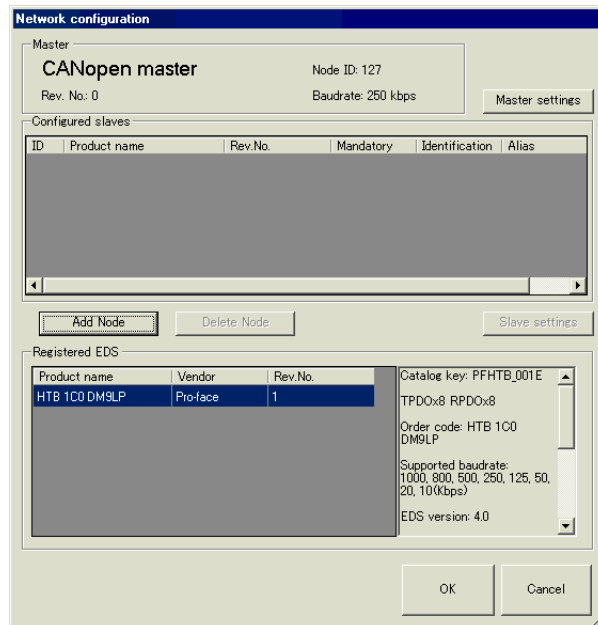 Network configuration
Master
CANopen master
Node ID: 127
Rev. No.: 0
Baudrate: 250 kbps
Master settings
Configured slaves
ID Product name Rev.No. Mandatory Identification Alias
Add Node
Delete Node
Slave settings
Registered EDS
Product name Vendor Rev.No.
HTB 1C0 DM9LP Pro-face 1
Catalog key: PFHTB_001E
TPDOx8 RPDOx8
Order code: HTB 1C0
DM9LP
Supported baudrate:
1000, 800, 500, 250, 125, 50,
20, 10(Kbps)
EDS version: 4.0
OK
Cancel